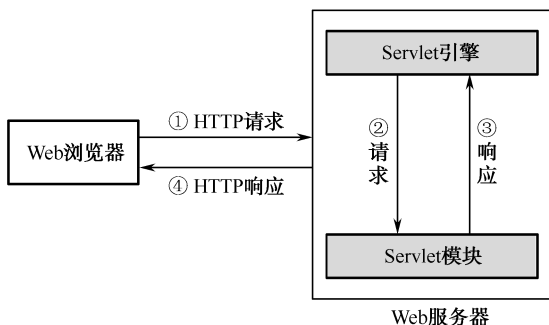 Servlet引擎
① HTTP请求
② 请求
③ 响应
Web浏览器
④ HTTP响应
Servlet模块
Web服务器